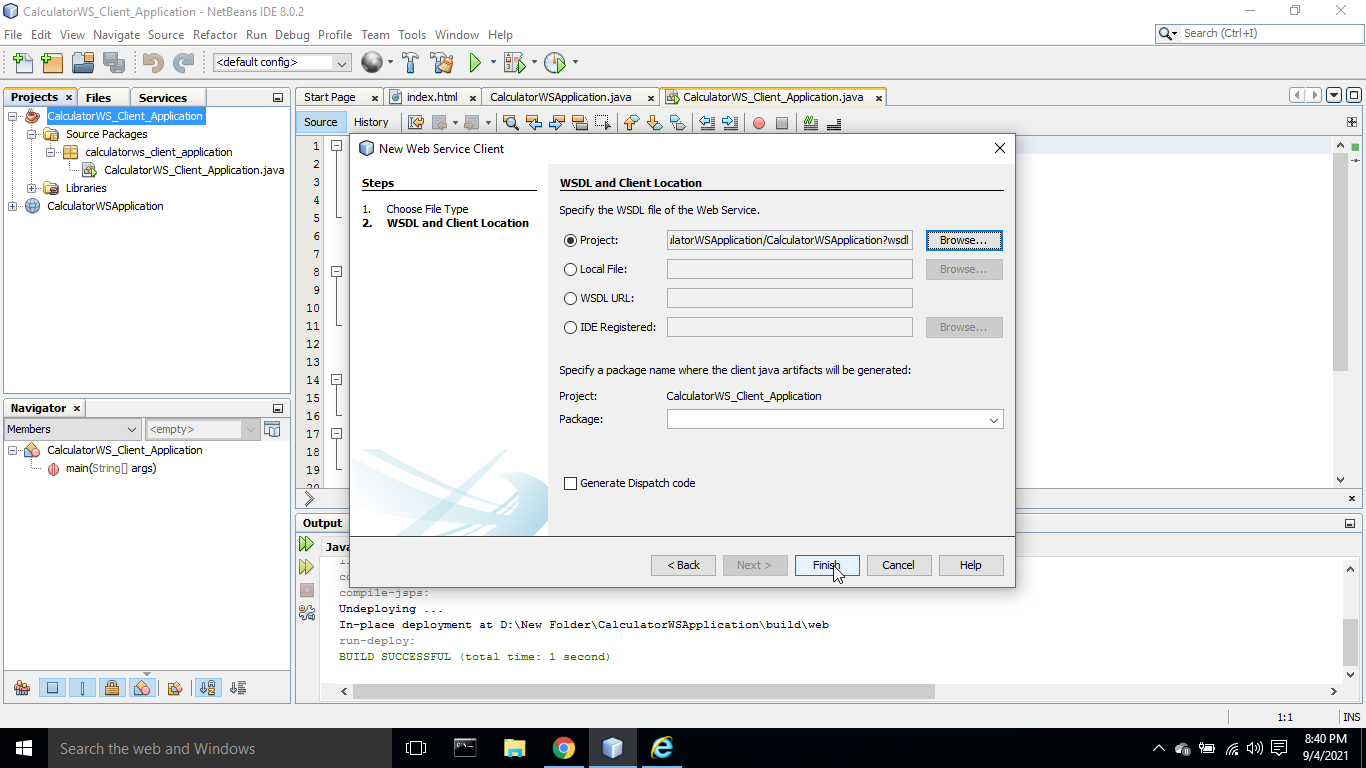 CalculatorWS_Client_Application - NetBeans IDE 8.0.2
File Edit View Navigate Source Refactor Run Debug Profile Team Tools Window Help
Search (Ctrl+I)
<default config>
Projects Files Services
CalculatorWS_Client_Application
Source Packages
calculatorws_client_application
CalculatorWS_Client_Application.java
Libraries
CalculatorWSApplication
Start Page index.html CalculatorWSApplication.java CalculatorWS_Client_Application.java
Source History
1
2
3
4
5
6
7
8
9
10
11
12
13
14
15
16
17
18
19
New Web Service Client
Steps
1. Choose File Type
2. WSDL and Client Location
WSDL and Client Location
Specify the WSDL file of the Web Service.
Project: ulatorWSApplication/CalculatorWSApplication?wsdl Browse...
Local File: Browse...
WSDL URL:
IDE Registered: Browse...
Specify a package name where the client java artifacts will be generated:
Project: CalculatorWS_Client_Application
Package:
Generate Dispatch code
< Back Next > Finish Cancel Help
Navigator
Members <empty>
CalculatorWS_Client_Application
main(String[] args)
Output
Java
compile-jsps:
Undeploying ...
In-place deployment at D:\New Folder\CalculatorWSApplication\build\web
run-deploy:
BUILD SUCCESSFUL (total time: 1 second)
1:1 INS
Search the web and Windows
8:40 PM
9/4/2021